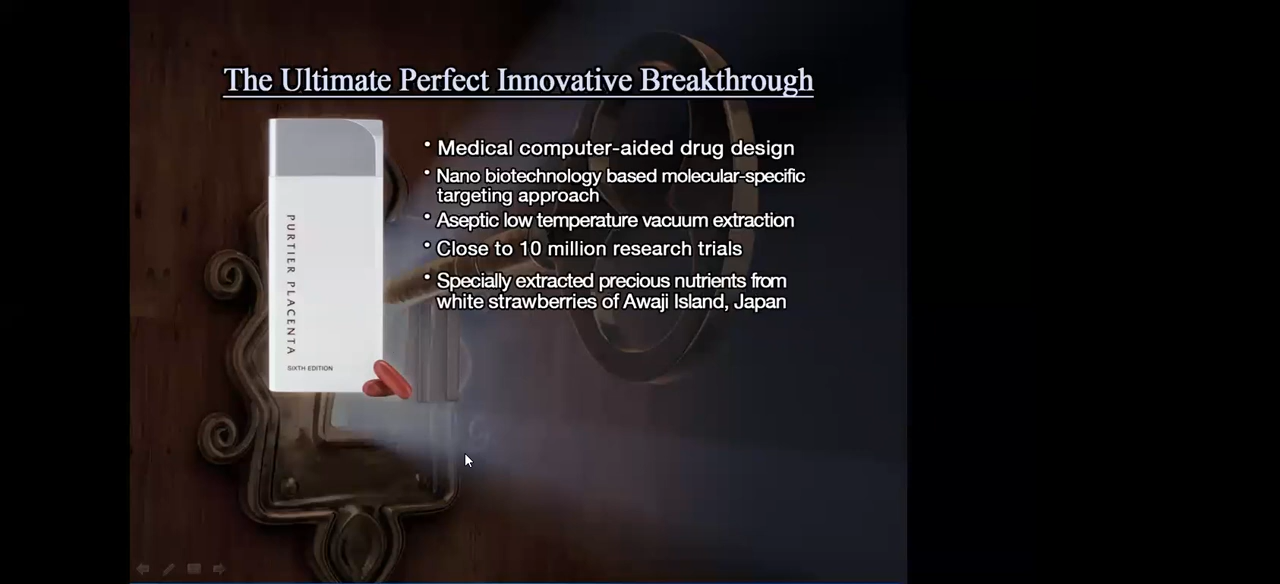 The Ultimate Perfect Innovative Breakthrough
• Medical computer-aided drug design
• Nano biotechnology based molecular-specific
targeting approach
• Aseptic low temperature vacuum extraction
• Close to 10 million research trials
• Specially extracted precious nutrients from
white strawberries of Awaji Island, Japan
PURTIER PLACENTA
SIXTH EDITION